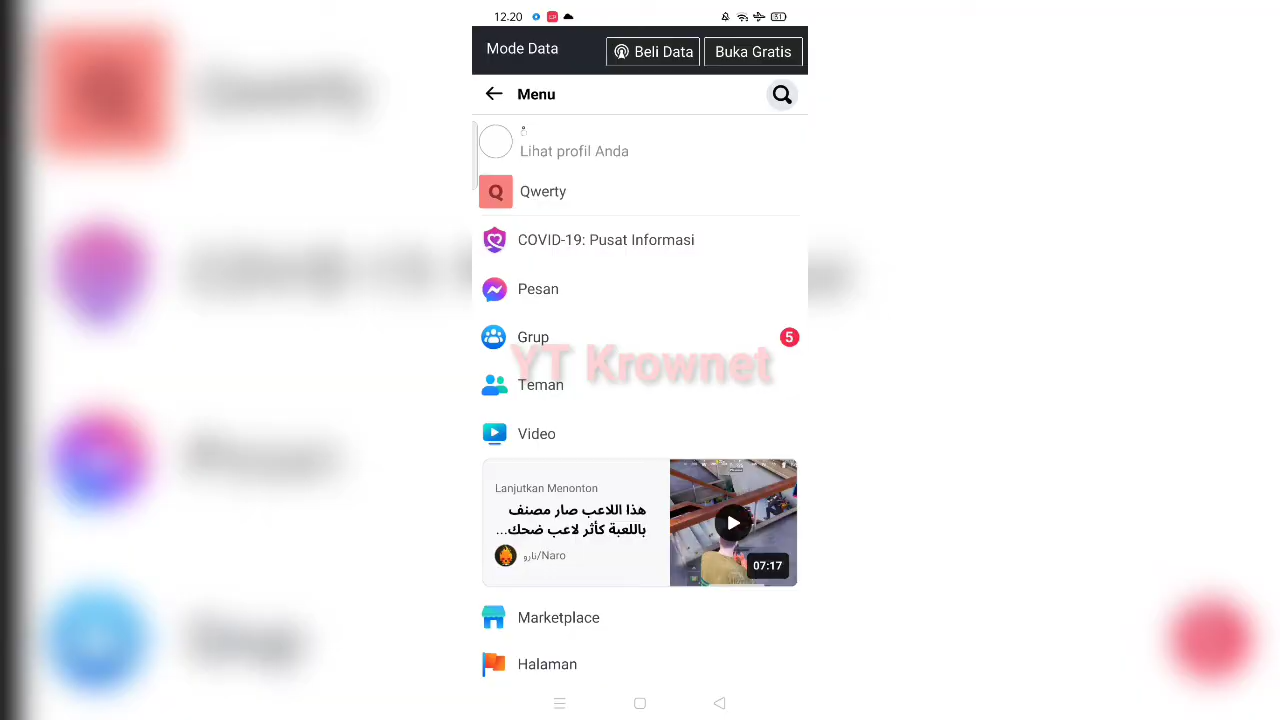 12.20
51
Mode Data
Beli Data
Buka Gratis
Menu
Lihat profil Anda
Q
Qwerty
COVID-19: Pusat Informasi
Pesan
Grup
5
YT Krownet
Teman
Video
Lanjutkan Menonton
هذا اللاعب صار مصنف
باللعبة كأثر لاعب ضحك...
نارو/Naro
07:17
Marketplace
Halaman